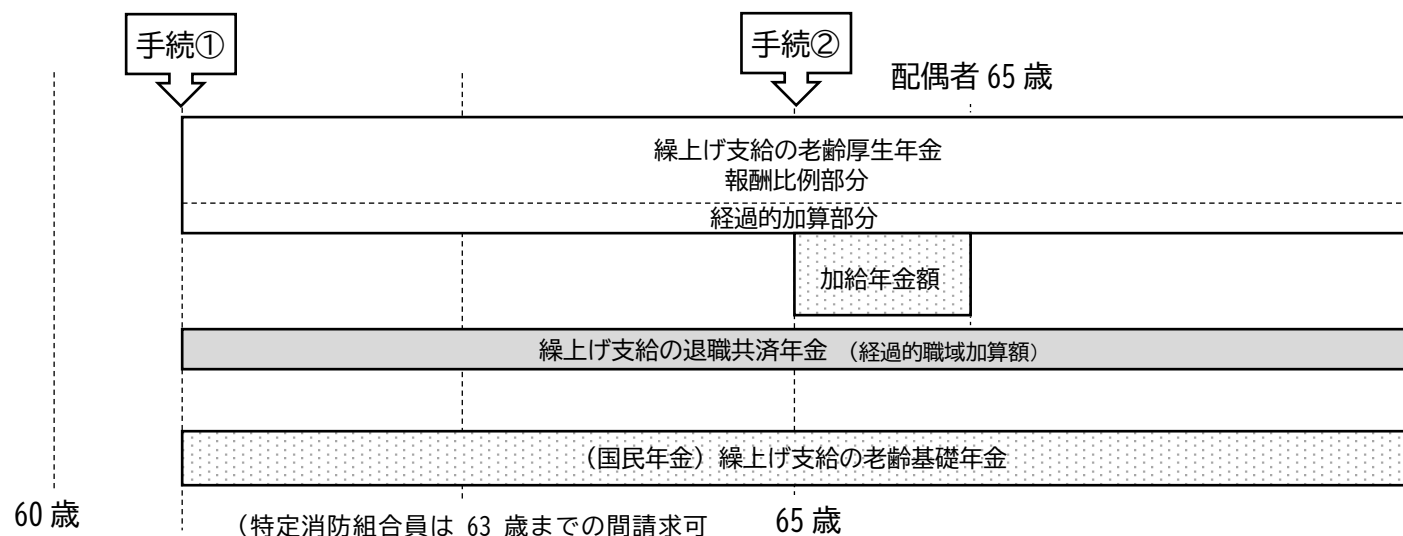 手続①
手続②
配偶者 65 歳
繰上げ支給の老齢厚生年金
報酬比例部分
経過的加算部分
加給年金額
繰上げ支給の退職共済年金 （経過的職域加算額）
（国民年金）繰上げ支給の老齢基礎年金
60 歳
（特定消防組合員は 63 歳までの間請求可
65 歳